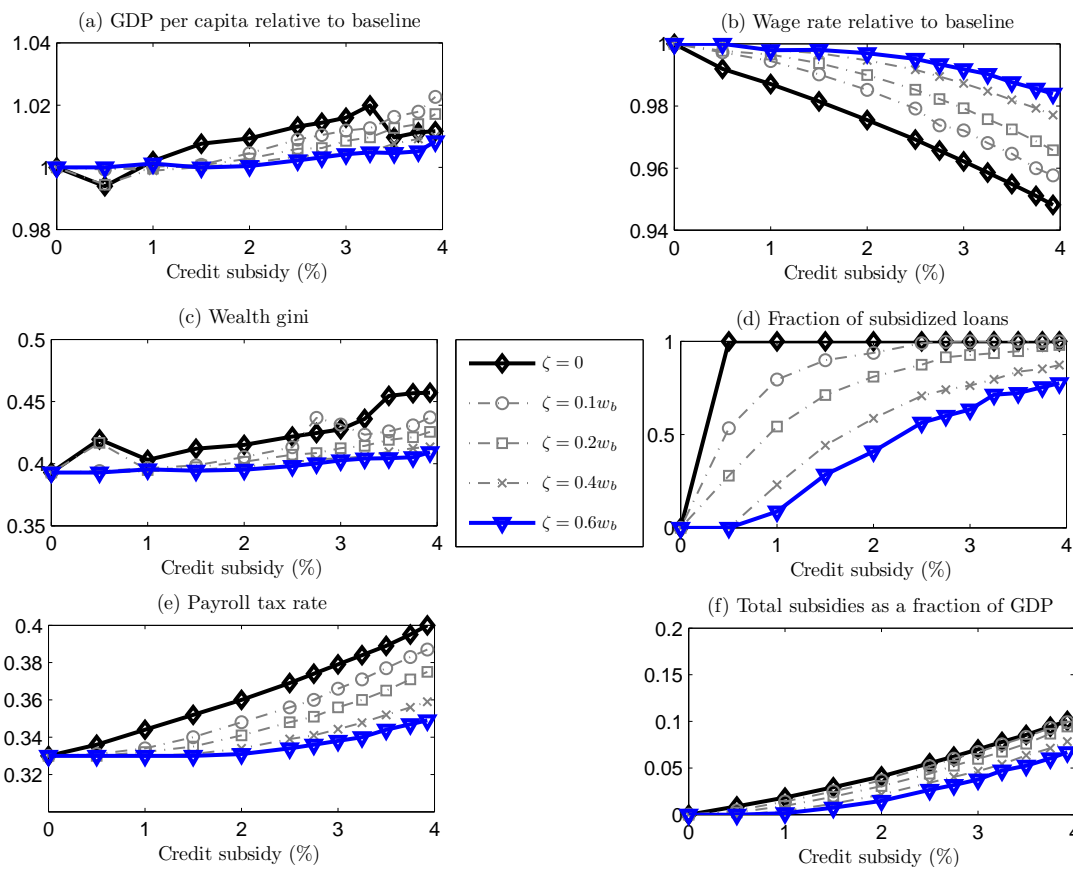 (a) GDP per capita relative to baseline
1.04
1.02
1
0.98
0 1 2 3 4
Credit subsidy (%)
(b) Wage rate relative to baseline
1
0.98
0.96
0.94
0 1 2 3 4
Credit subsidy (%)
(c) Wealth gini
0.5
0.45
0.4
0.35
0 1 2 3 4
Credit subsidy (%)
ζ = 0
ζ = 0.1w_b
ζ = 0.2w_b
ζ = 0.4w_b
ζ = 0.6w_b
(d) Fraction of subsidized loans
1
0.5
0
0 1 2 3 4
Credit subsidy (%)
(e) Payroll tax rate
0.4
0.38
0.36
0.34
0.32
0 1 2 3 4
Credit subsidy (%)
(f) Total subsidies as a fraction of GDP
0.2
0.15
0.1
0.05
0
0 1 2 3 4
Credit subsidy (%)